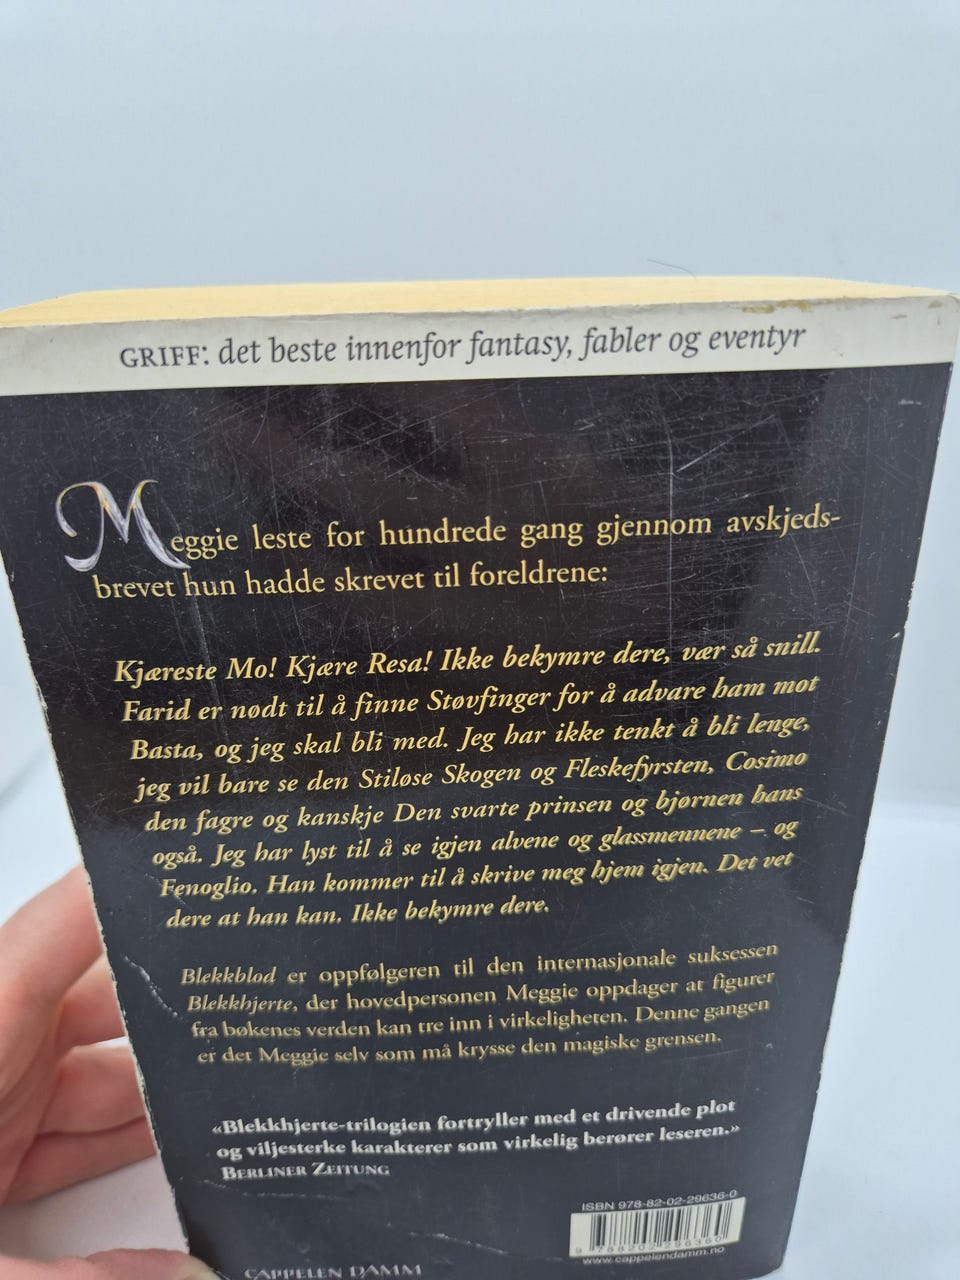 GRIFF: det beste innenfor fantasy, fabler og eventyr
Meggie leste for hundrede gang gjennom avskjeds-
brevet hun hadde skrevet til foreldrene:
Kjæreste Mo! Kjære Resa! Ikke bekymre dere, vær så snill.
Farid er nødt til å finne Støvfinger for å advare ham mot
Basta, og jeg skal bli med. Jeg har ikke tenkt å bli lenge,
jeg vil bare se den Stiløse Skogen og Fleskefyrsten, Cosimo
den fagre og kanskje Den svarte prinsen og bjørnen hans
også. Jeg har lyst til å se igjen alvene og glassmennene – og
Fenoglio. Han kommer til å skrive meg hjem igjen. Det vet
dere at han kan. Ikke bekymre dere.
Blekkblod er oppfølgeren til den internasjonale suksessen
Blekkhjerte, der hovedpersonen Meggie oppdager at figurer
fra bøkenes verden kan tre inn i virkeligheten. Denne gangen
er det Meggie selv som må krysse den magiske grensen.
«Blekkhjerte-trilogien fortryller med et drivende plot
og viljesterke karakterer som virkelig berører leseren.»
BERLINER ZEITUNG
ISBN 978-82-02-29636-0
9 788202 296360
www.cappelendamm.no
CAPPELEN DAMM